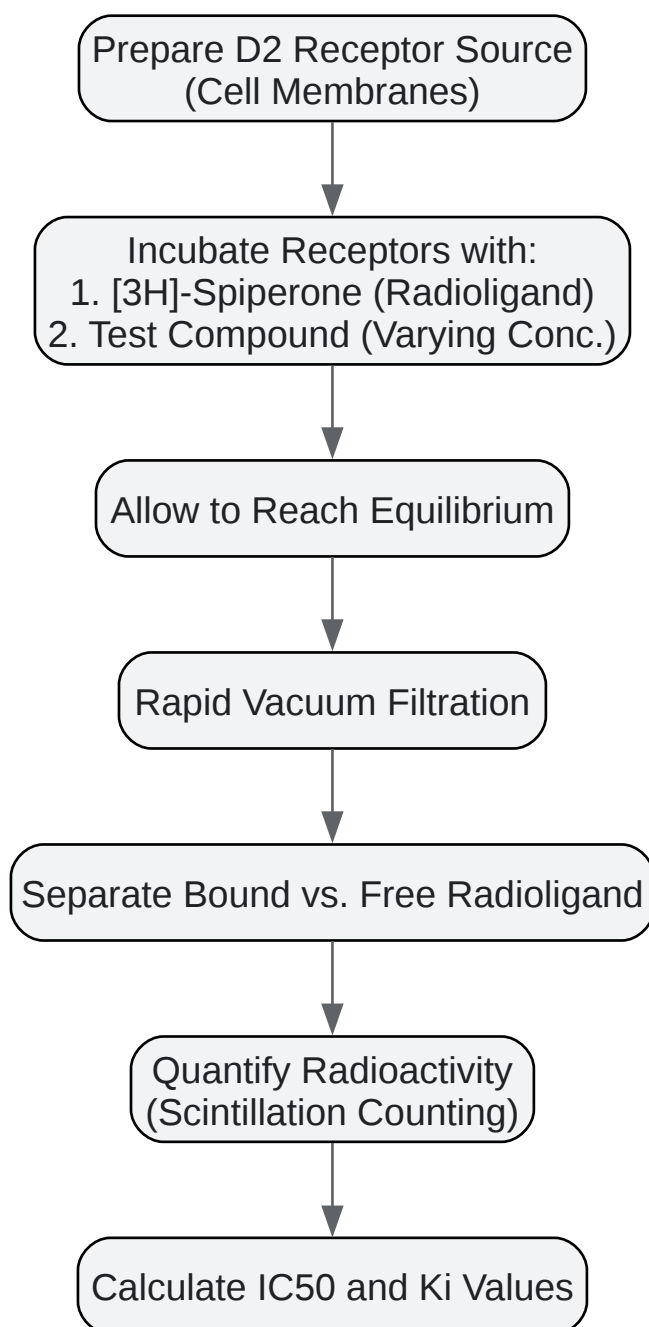 Prepare D2 Receptor Source
(Cell Membranes)
Incubate Receptors with:
1. [3H]-Spiperone (Radioligand)
2. Test Compound (Varying Conc.)
Allow to Reach Equilibrium
Rapid Vacuum Filtration
Separate Bound vs. Free Radioligand
Quantify Radioactivity
(Scintillation Counting)
Calculate IC50 and Ki Values